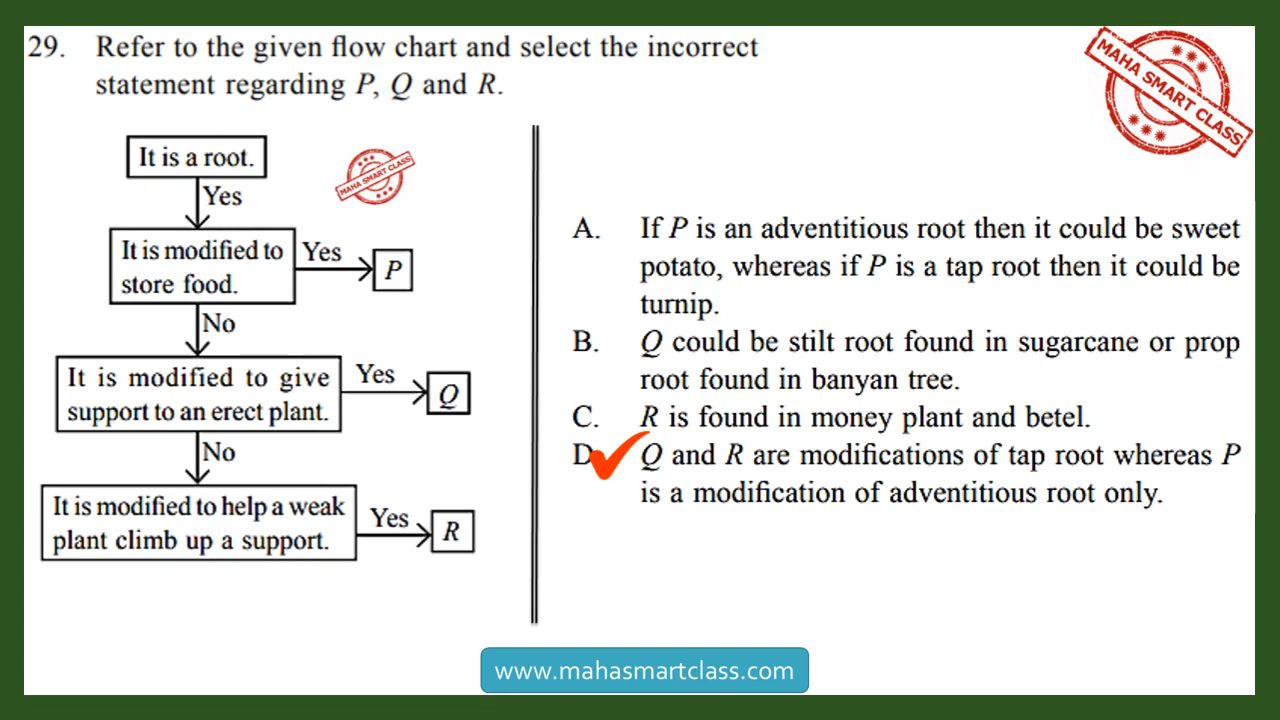 29. Refer to the given flow chart and select the incorrect
statement regarding P, Q and R.
MAHA SMART CLASS
It is a root.
MAHA SMART CLASS
Yes
It is modified to
store food.
Yes
P
No
It is modified to give
support to an erect plant.
Yes
Q
No
It is modified to help a weak
plant climb up a support.
Yes
R
A. If P is an adventitious root then it could be sweet
potato, whereas if P is a tap root then it could be
turnip.
B. Q could be stilt root found in sugarcane or prop
root found in banyan tree.
C. R is found in money plant and betel.
D. Q and R are modifications of tap root whereas P
is a modification of adventitious root only.
www.mahasmartclass.com